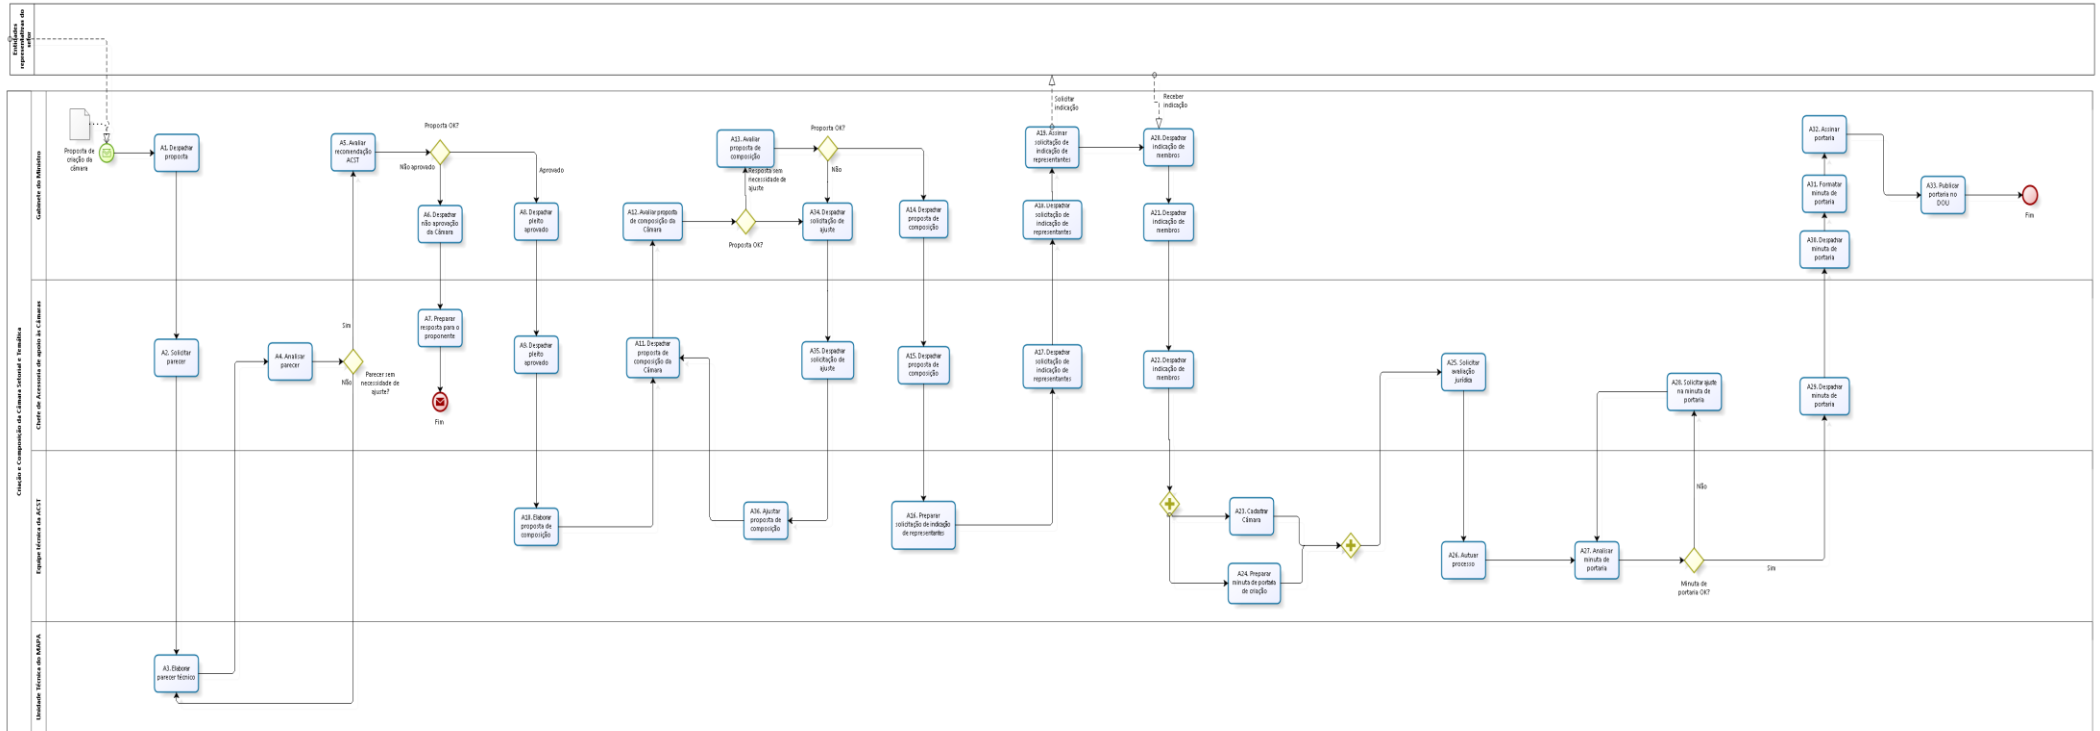 Entidades
representativas do
setor
Criação e Composição da Câmara Setorial e Temática
Gabinete do Ministro
Proposta de
criação da
câmara
A1. Despachar
proposta
A5. Avaliar
recomendação
ACST
Proposta OK?
Não aprovado
Aprovado
A6. Despachar
não aprovação
da Câmara
A8. Despachar
pleito
aprovado
A12. Avaliar proposta
de composição da
Câmara
A13. Avaliar
proposta de
composição
Resposta sem
necessidade de
ajuste
Proposta OK?
Proposta OK?
Não
A34. Despachar
solicitação de
ajuste
A14. Despachar
proposta de
composição
Solicitar
indicação
A19. Assinar
solicitação de
indicação de
representantes
A18. Despachar
solicitação de
indicação de
representantes
Receber
indicação
A20. Despachar
indicação de
membros
A21. Despachar
indicação de
membros
A32. Assinar
portaria
A31. Formatar
minuta de
portaria
A30. Despachar
minuta de
portaria
A33. Publicar
portaria no
DOU
Fim
Chefe de Assessoria de apoio às Câmaras
A2. Solicitar
parecer
A4. Analisar
parecer
Sim
Não
Parecer sem
necessidade de
ajuste?
A7. Preparar
resposta para o
proponente
Fim
A9. Despachar
pleito
aprovado
A11. Despachar
proposta de
composição da
Câmara
A35. Despachar
solicitação de
ajuste
A15. Despachar
proposta de
composição
A17. Despachar
solicitação de
indicação de
representantes
A22. Despachar
indicação de
membros
A25. Solicitar
avaliação
jurídica
A28. Solicitar ajuste
na minuta de
portaria
A29. Despachar
minuta de
portaria
Equipe técnica da ACST
A10. Elaborar
proposta de
composição
A36. Ajustar
proposta de
composição
A16. Preparar
solicitação de indicação
de representantes
A23. Cadastrar
Câmara
A24. Preparar
minuta de portaria
de criação
A26. Autuar
processo
A27. Analisar
minuta de
portaria
Não
Minuta de
portaria OK?
Sim
Unidade Técnica do MAPA
A3. Elaborar
parecer técnico